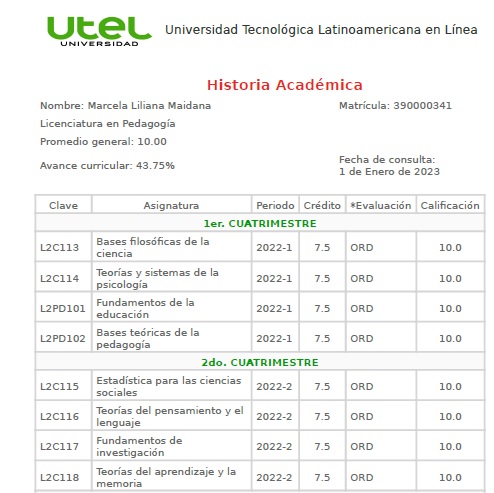 UTEL
UNIVERSIDAD
Universidad Tecnológica Latinoamericana en Línea
Historia Académica
Nombre: Marcela Liliana Maidana
Matrícula: 390000341
Licenciatura en Pedagogía
Promedio general: 10.00
Avance curricular: 43.75%
Fecha de consulta:
1 de Enero de 2023
Clave Asignatura Periodo Crédito *Evaluación Calificación
1er. CUATRIMESTRE
L2C113 Bases filosóficas de la ciencia 2022-1 7.5 ORD 10.0
L2C114 Teorías y sistemas de la psicología 2022-1 7.5 ORD 10.0
L2PD101 Fundamentos de la educación 2022-1 7.5 ORD 10.0
L2PD102 Bases teóricas de la pedagogía 2022-1 7.5 ORD 10.0
2do. CUATRIMESTRE
L2C115 Estadística para las ciencias sociales 2022-2 7.5 ORD 10.0
L2C116 Teorías del pensamiento y el lenguaje 2022-2 7.5 ORD 10.0
L2C117 Fundamentos de investigación 2022-2 7.5 ORD 10.0
L2C118 Teorías del aprendizaje y la memoria 2022-2 7.5 ORD 10.0